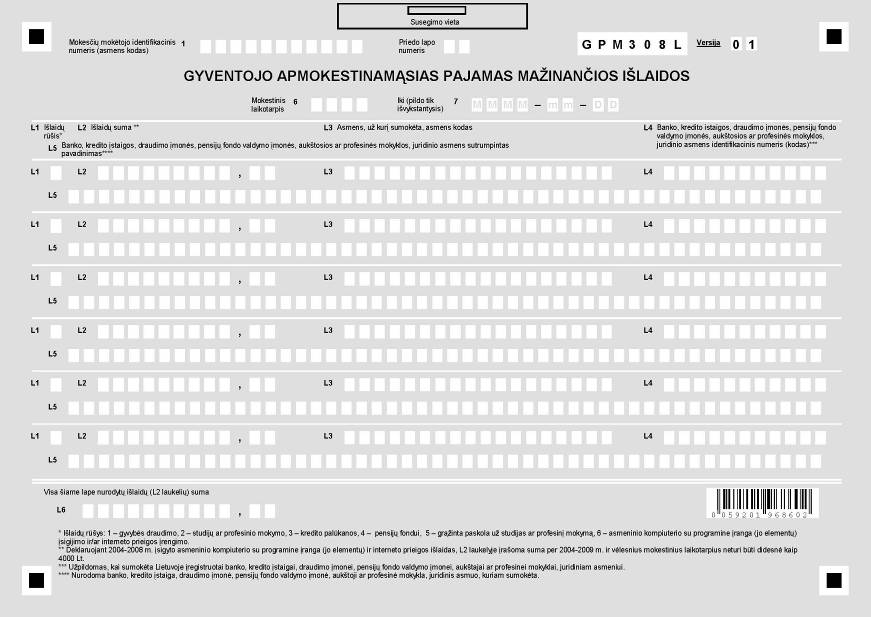 Susegimo vieta
Mokesčių mokėtojo identifikacinis 1
numeris (asmens kodas)
Priedo lapo
numeris
GPM308L Versija 01
GYVENTOJO APMOKESTINAMĄSIAS PAJAMAS MAŽINANČIOS IŠLAIDOS
Mokestinis 6
laikotarpis
Iki (pildo tik 7
išvykstantysis)
MMMM – mm – DD
L1 Išlaidų
rūšis*
L2 Išlaidų suma **
L3 Asmens, už kurį sumokėta, asmens kodas
L4 Banko, kredito įstaigos, draudimo įmonės, pensijų fondo
valdymo įmonės, aukštosios ar profesinės mokyklos,
juridinio asmens identifikacinis numeris (kodas)***
L5 Banko, kredito įstaigos, draudimo įmonės, pensijų fondo valdymo įmonės, aukštosios ar profesinės mokyklos, juridinio asmens sutrumpintas
pavadinimas****
L1 L2 , L3 L4
L5
L1 L2 , L3 L4
L5
L1 L2 , L3 L4
L5
L1 L2 , L3 L4
L5
L1 L2 , L3 L4
L5
L1 L2 , L3 L4
L5
Visa šiame lape nurodytų išlaidų (L2 laukelių) suma
L6 ,
0059201 968602
* Išlaidų rūšys: 1 – gyvybės draudimo, 2 – studijų ar profesinio mokymo, 3 – kredito palūkanos, 4 – pensijų fondui, 5 – grąžinta paskola už studijas ar profesinį mokymą, 6 – asmeninio kompiuterio su programine įranga (jo elementų)
įsigijimo ir/ar interneto prieigos įrengimo.
** Deklaruojant 2004-2008 m. įsigyto asmeninio kompiuterio su programine įranga (jo elementų) ir interneto prieigos išlaidas, L2 laukelyje įrašoma suma per 2004-2009 m. ir vėlesnius mokestinius laikotarpius neturi būti didesnė kaip
4000 Lt.
*** Užpildomas, kai sumokėta Lietuvoje įregistruotai banko, kredito įstaigai, draudimo įmonei, pensijų fondo valdymo įmonei, aukštajai ar profesinei mokyklai, juridiniam asmeniui.
**** Nurodoma banko, kredito įstaiga, draudimo įmonė, pensijų fondo valdymo įmonė, aukštoji ar profesinė mokykla, juridinis asmuo, kuriam sumokėta.